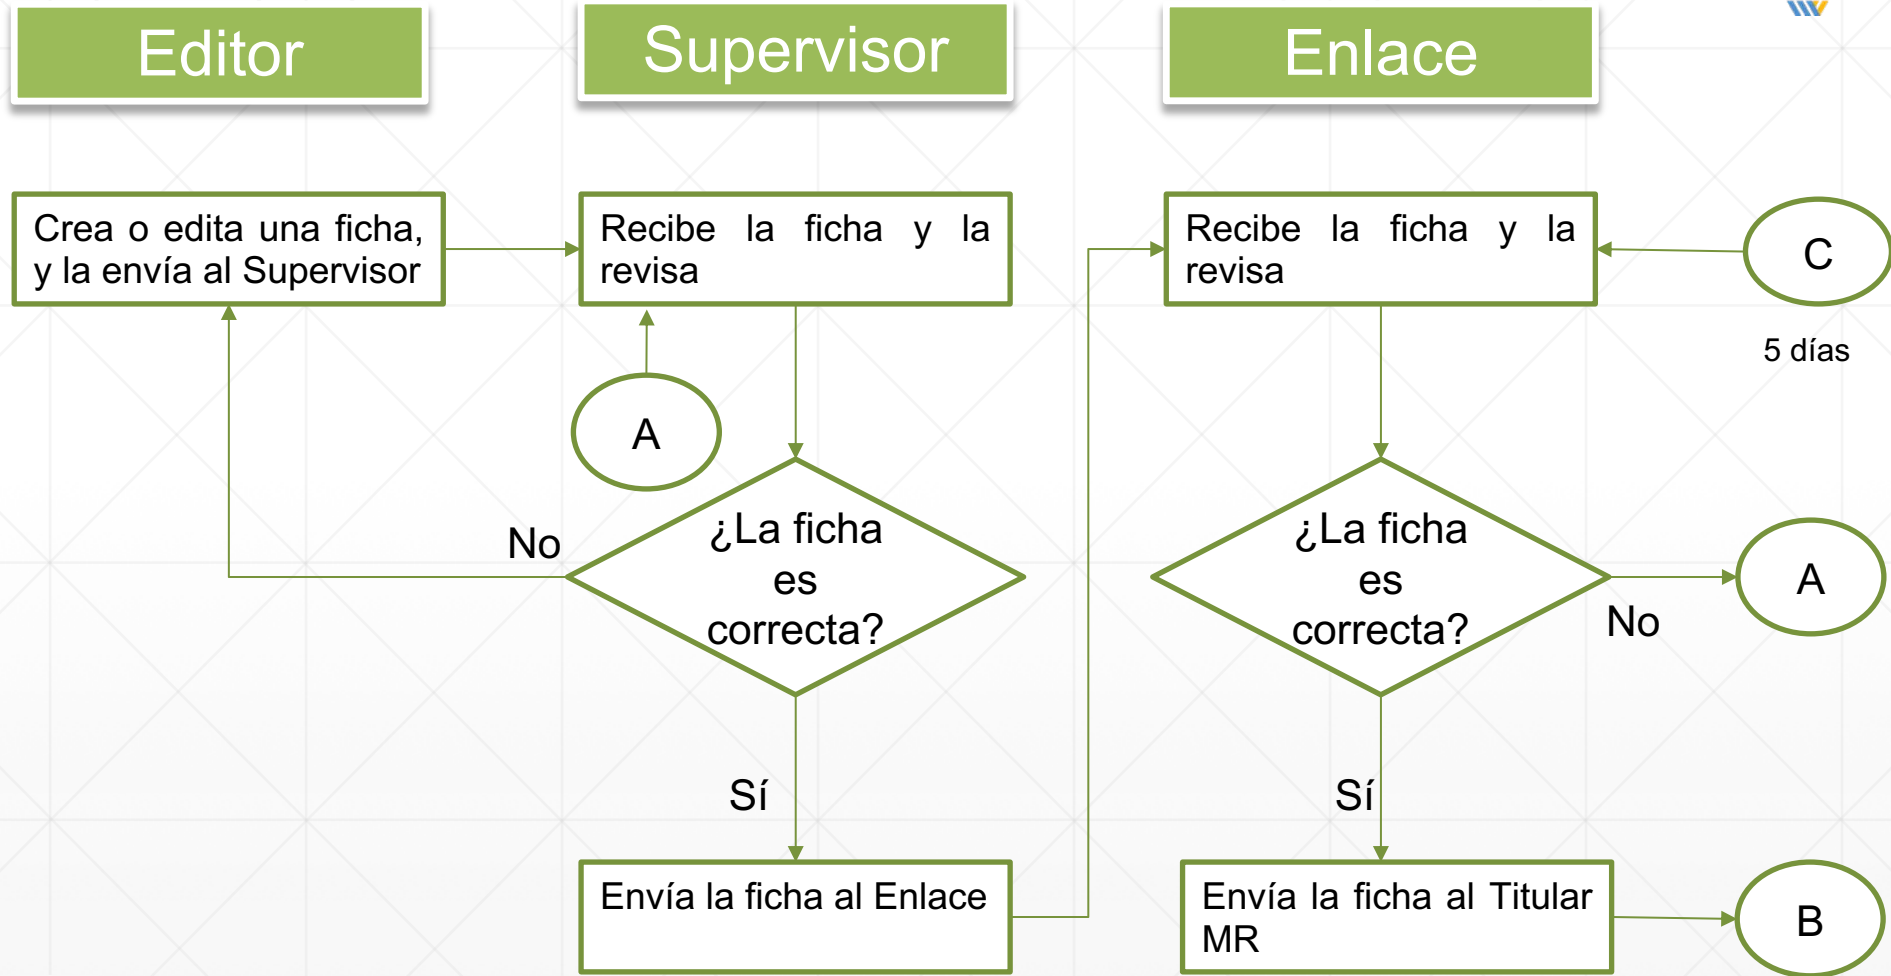 Editor
Supervisor
Enlace
Crea o edita una ficha,
y la envía al Supervisor
Recibe la ficha y la
revisa
Recibe la ficha y la
revisa
C
5 días
A
No
¿La ficha
es
correcta?
¿La ficha
es
correcta?
No
A
Sí
Sí
Envía la ficha al Enlace
Envía la ficha al Titular
MR
B